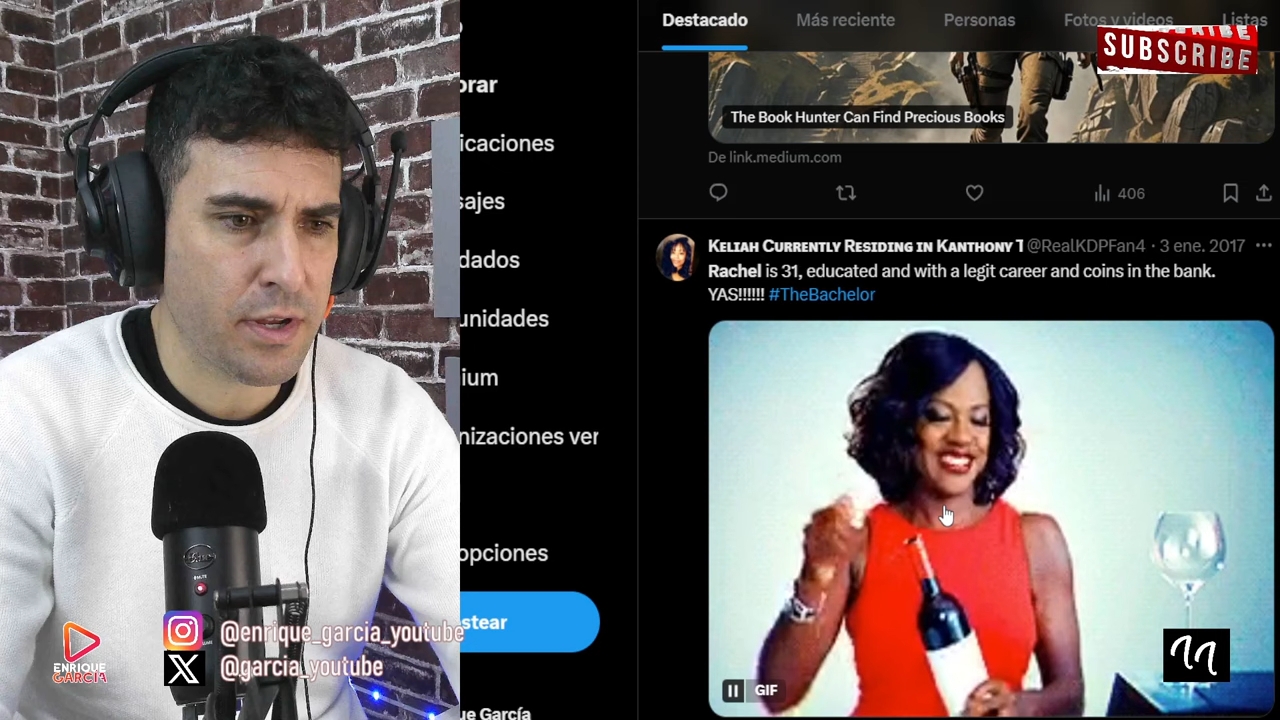 Destacado
Más reciente
Personas
Fotos y videos
Listas
SUBSCRIBE
The Book Hunter Can Find Precious Books
De link.medium.com
406
KELIAH CURRENTLY RESIDING IN KANTHONY T @RealKDPFan4 · 3 ene. 2017
Rachel is 31, educated and with a legit career and coins in the bank.
YAS!!!!!! #TheBachelor
GIF
orar
icaciones
sajes
dados
unidades
ium
nizaciones ver
opciones
stear
ue García
@enrique_garcia_youtube
@garcia_youtube
ENRIQUE
GARCIA